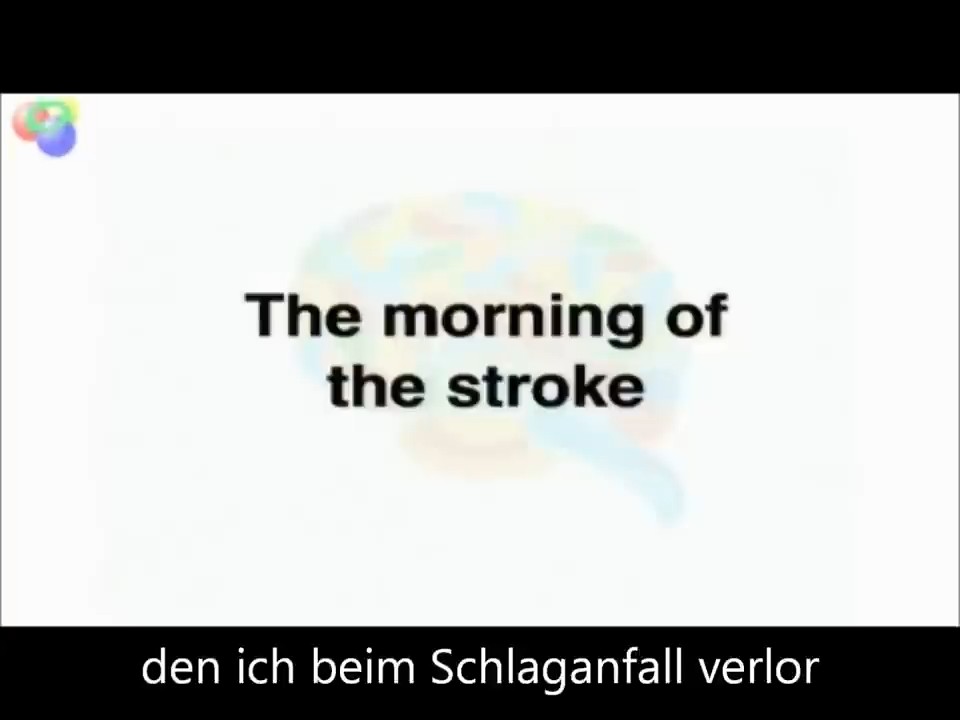 The morning of
the stroke
den ich beim Schlaganfall verlor